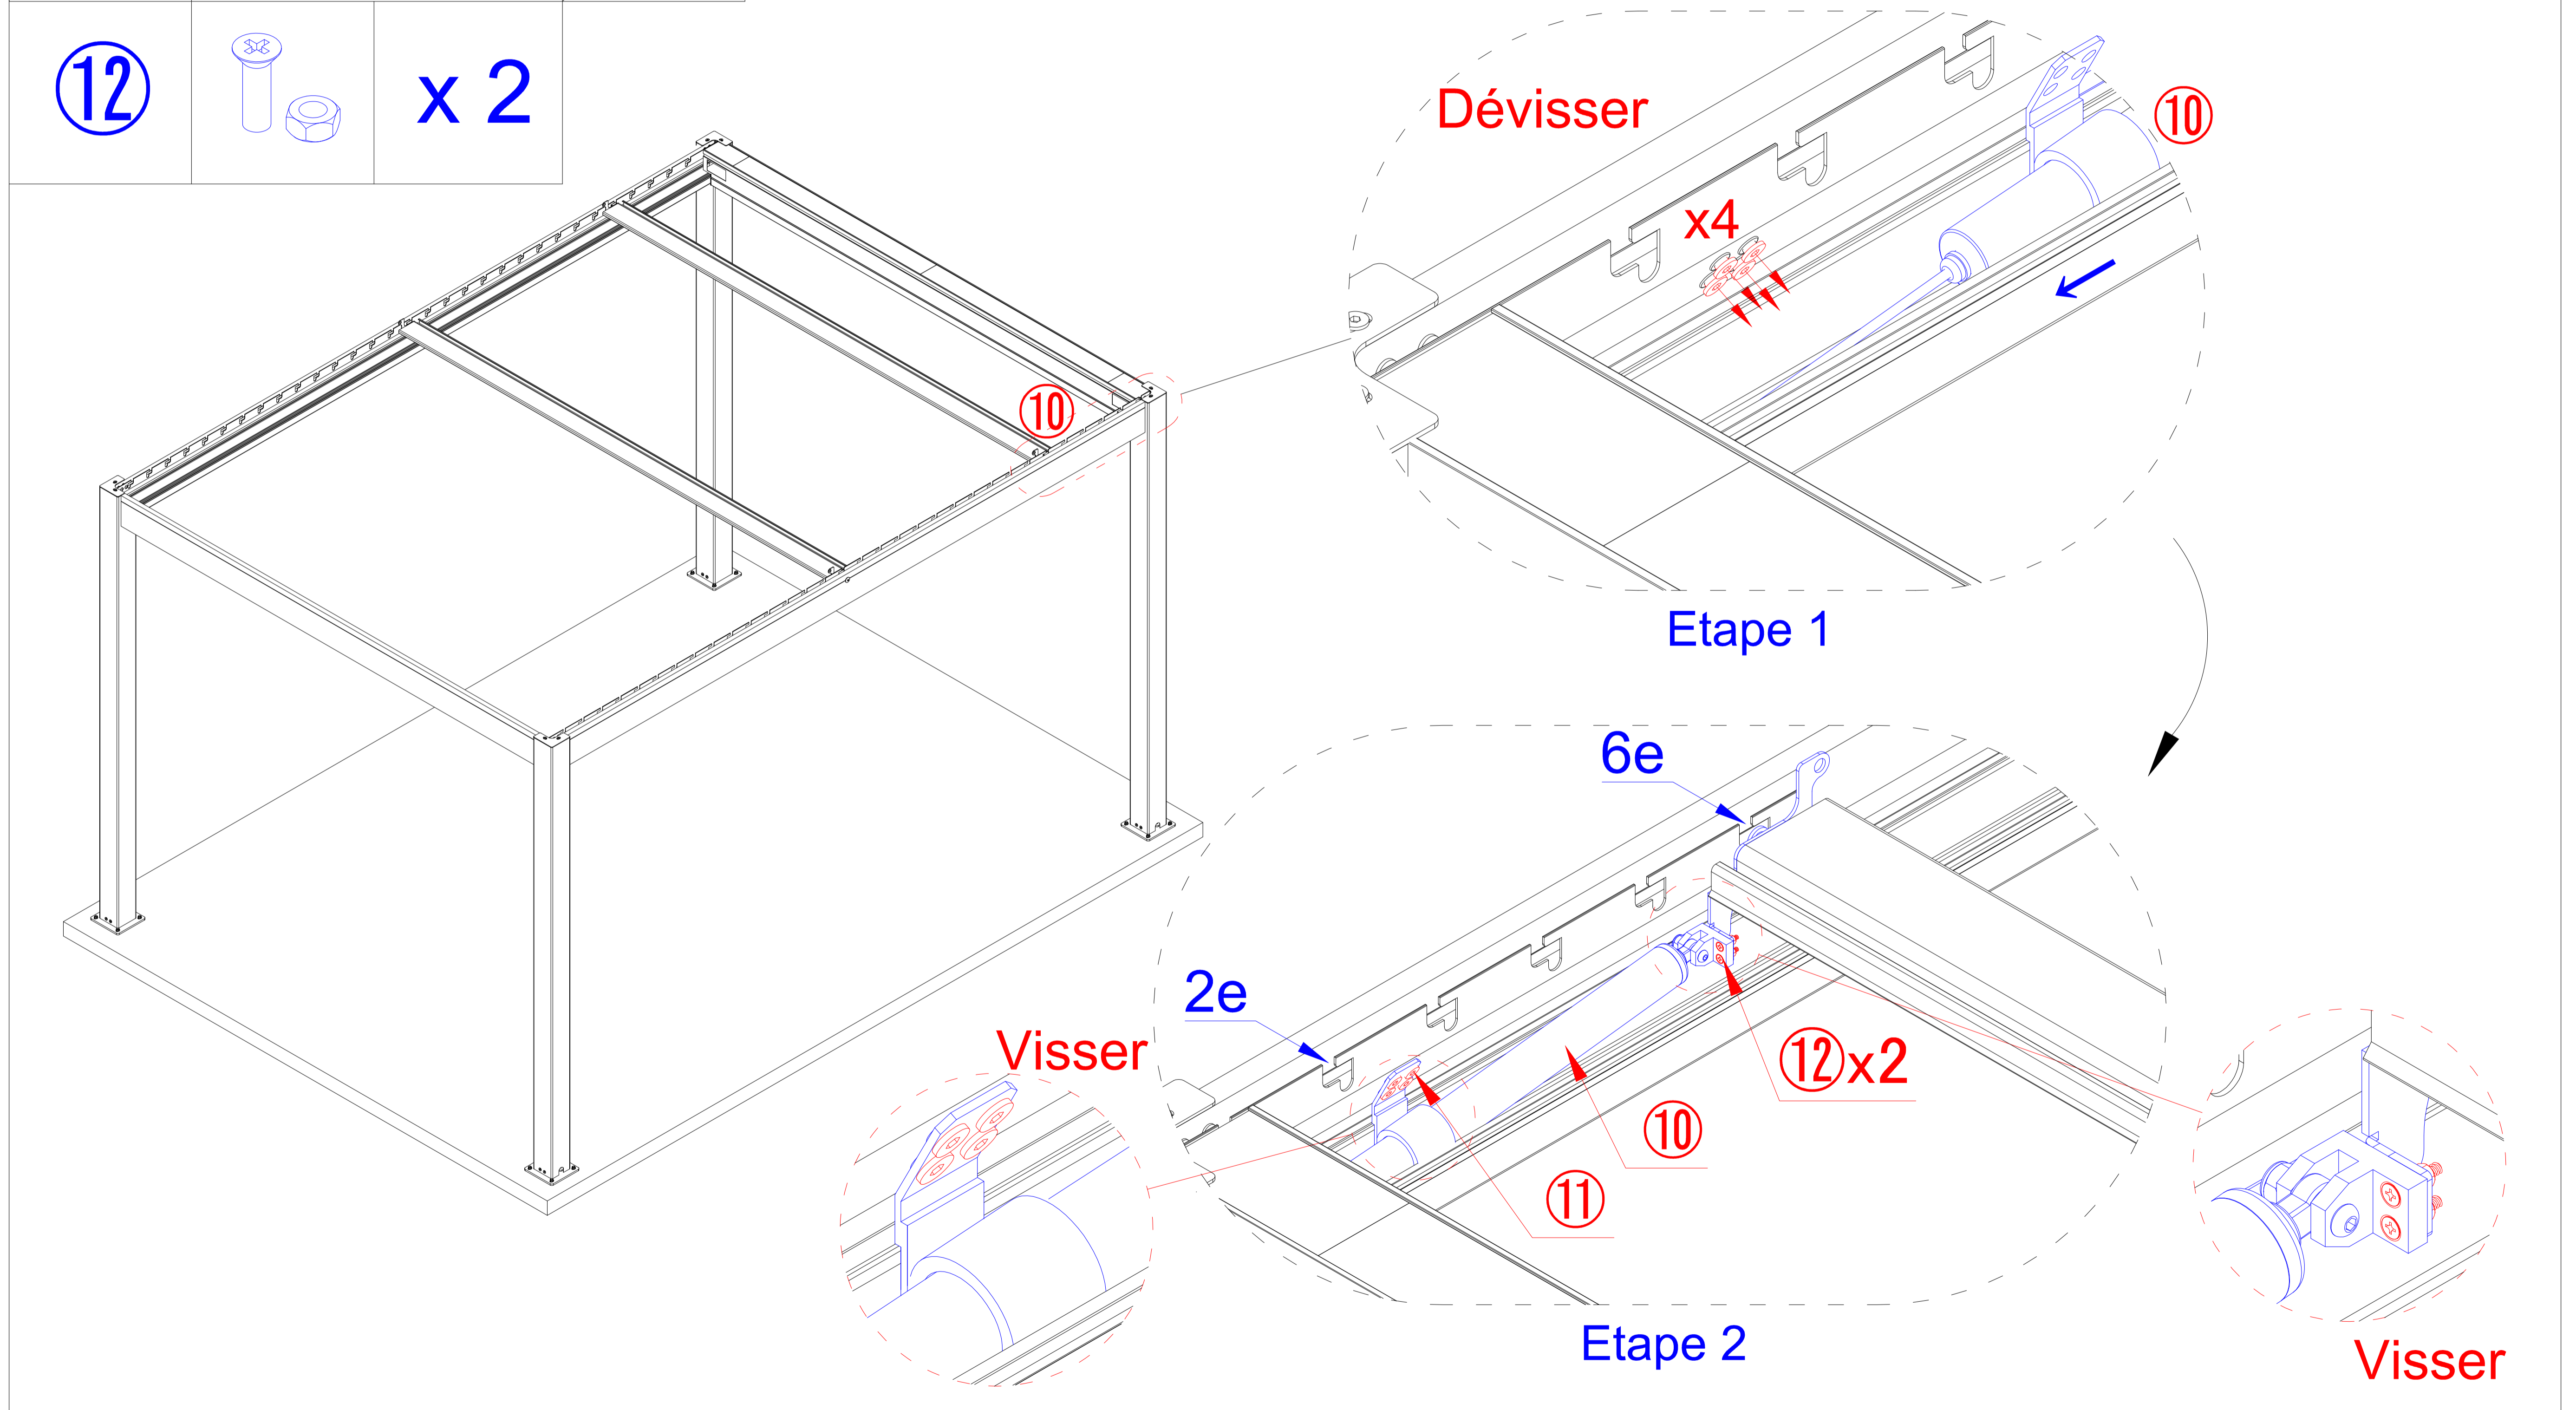 ⑫
x 2
Dévisser
⑩
x4
⑩
Etape 1
6e
2e
Visser
⑫x2
⑩
⑪
Etape 2
Visser